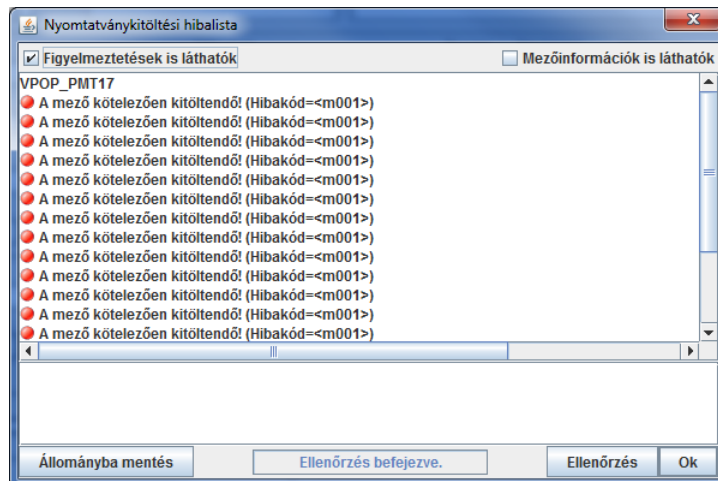 Nyomtatványkitöltési hibalista
Figyelmeztetések is láthatók Mezőinformációk is láthatók
VPOP_PMT17
A mező kötelezően kitöltendő! (Hibakód=<m001>)
A mező kötelezően kitöltendő! (Hibakód=<m001>)
A mező kötelezően kitöltendő! (Hibakód=<m001>)
A mező kötelezően kitöltendő! (Hibakód=<m001>)
A mező kötelezően kitöltendő! (Hibakód=<m001>)
A mező kötelezően kitöltendő! (Hibakód=<m001>)
A mező kötelezően kitöltendő! (Hibakód=<m001>)
A mező kötelezően kitöltendő! (Hibakód=<m001>)
A mező kötelezően kitöltendő! (Hibakód=<m001>)
A mező kötelezően kitöltendő! (Hibakód=<m001>)
A mező kötelezően kitöltendő! (Hibakód=<m001>)
A mező kötelezően kitöltendő! (Hibakód=<m001>)
A mező kötelezően kitöltendő! (Hibakód=<m001>)
Állományba mentés Ellenőrzés befejezve. Ellenőrzés Ok